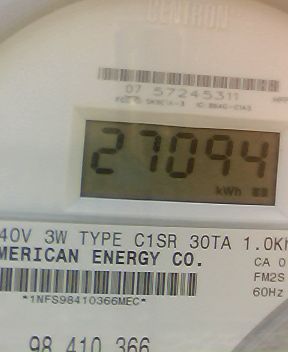 CENTRON
07 57245311
27094
kWh
40V 3W TYPE C1SR 30TA 1.0Kh
MERICAN ENERGY CO.
CA 0
FM2S
*1NFS98410366MEC*
60Hz
98 410 366